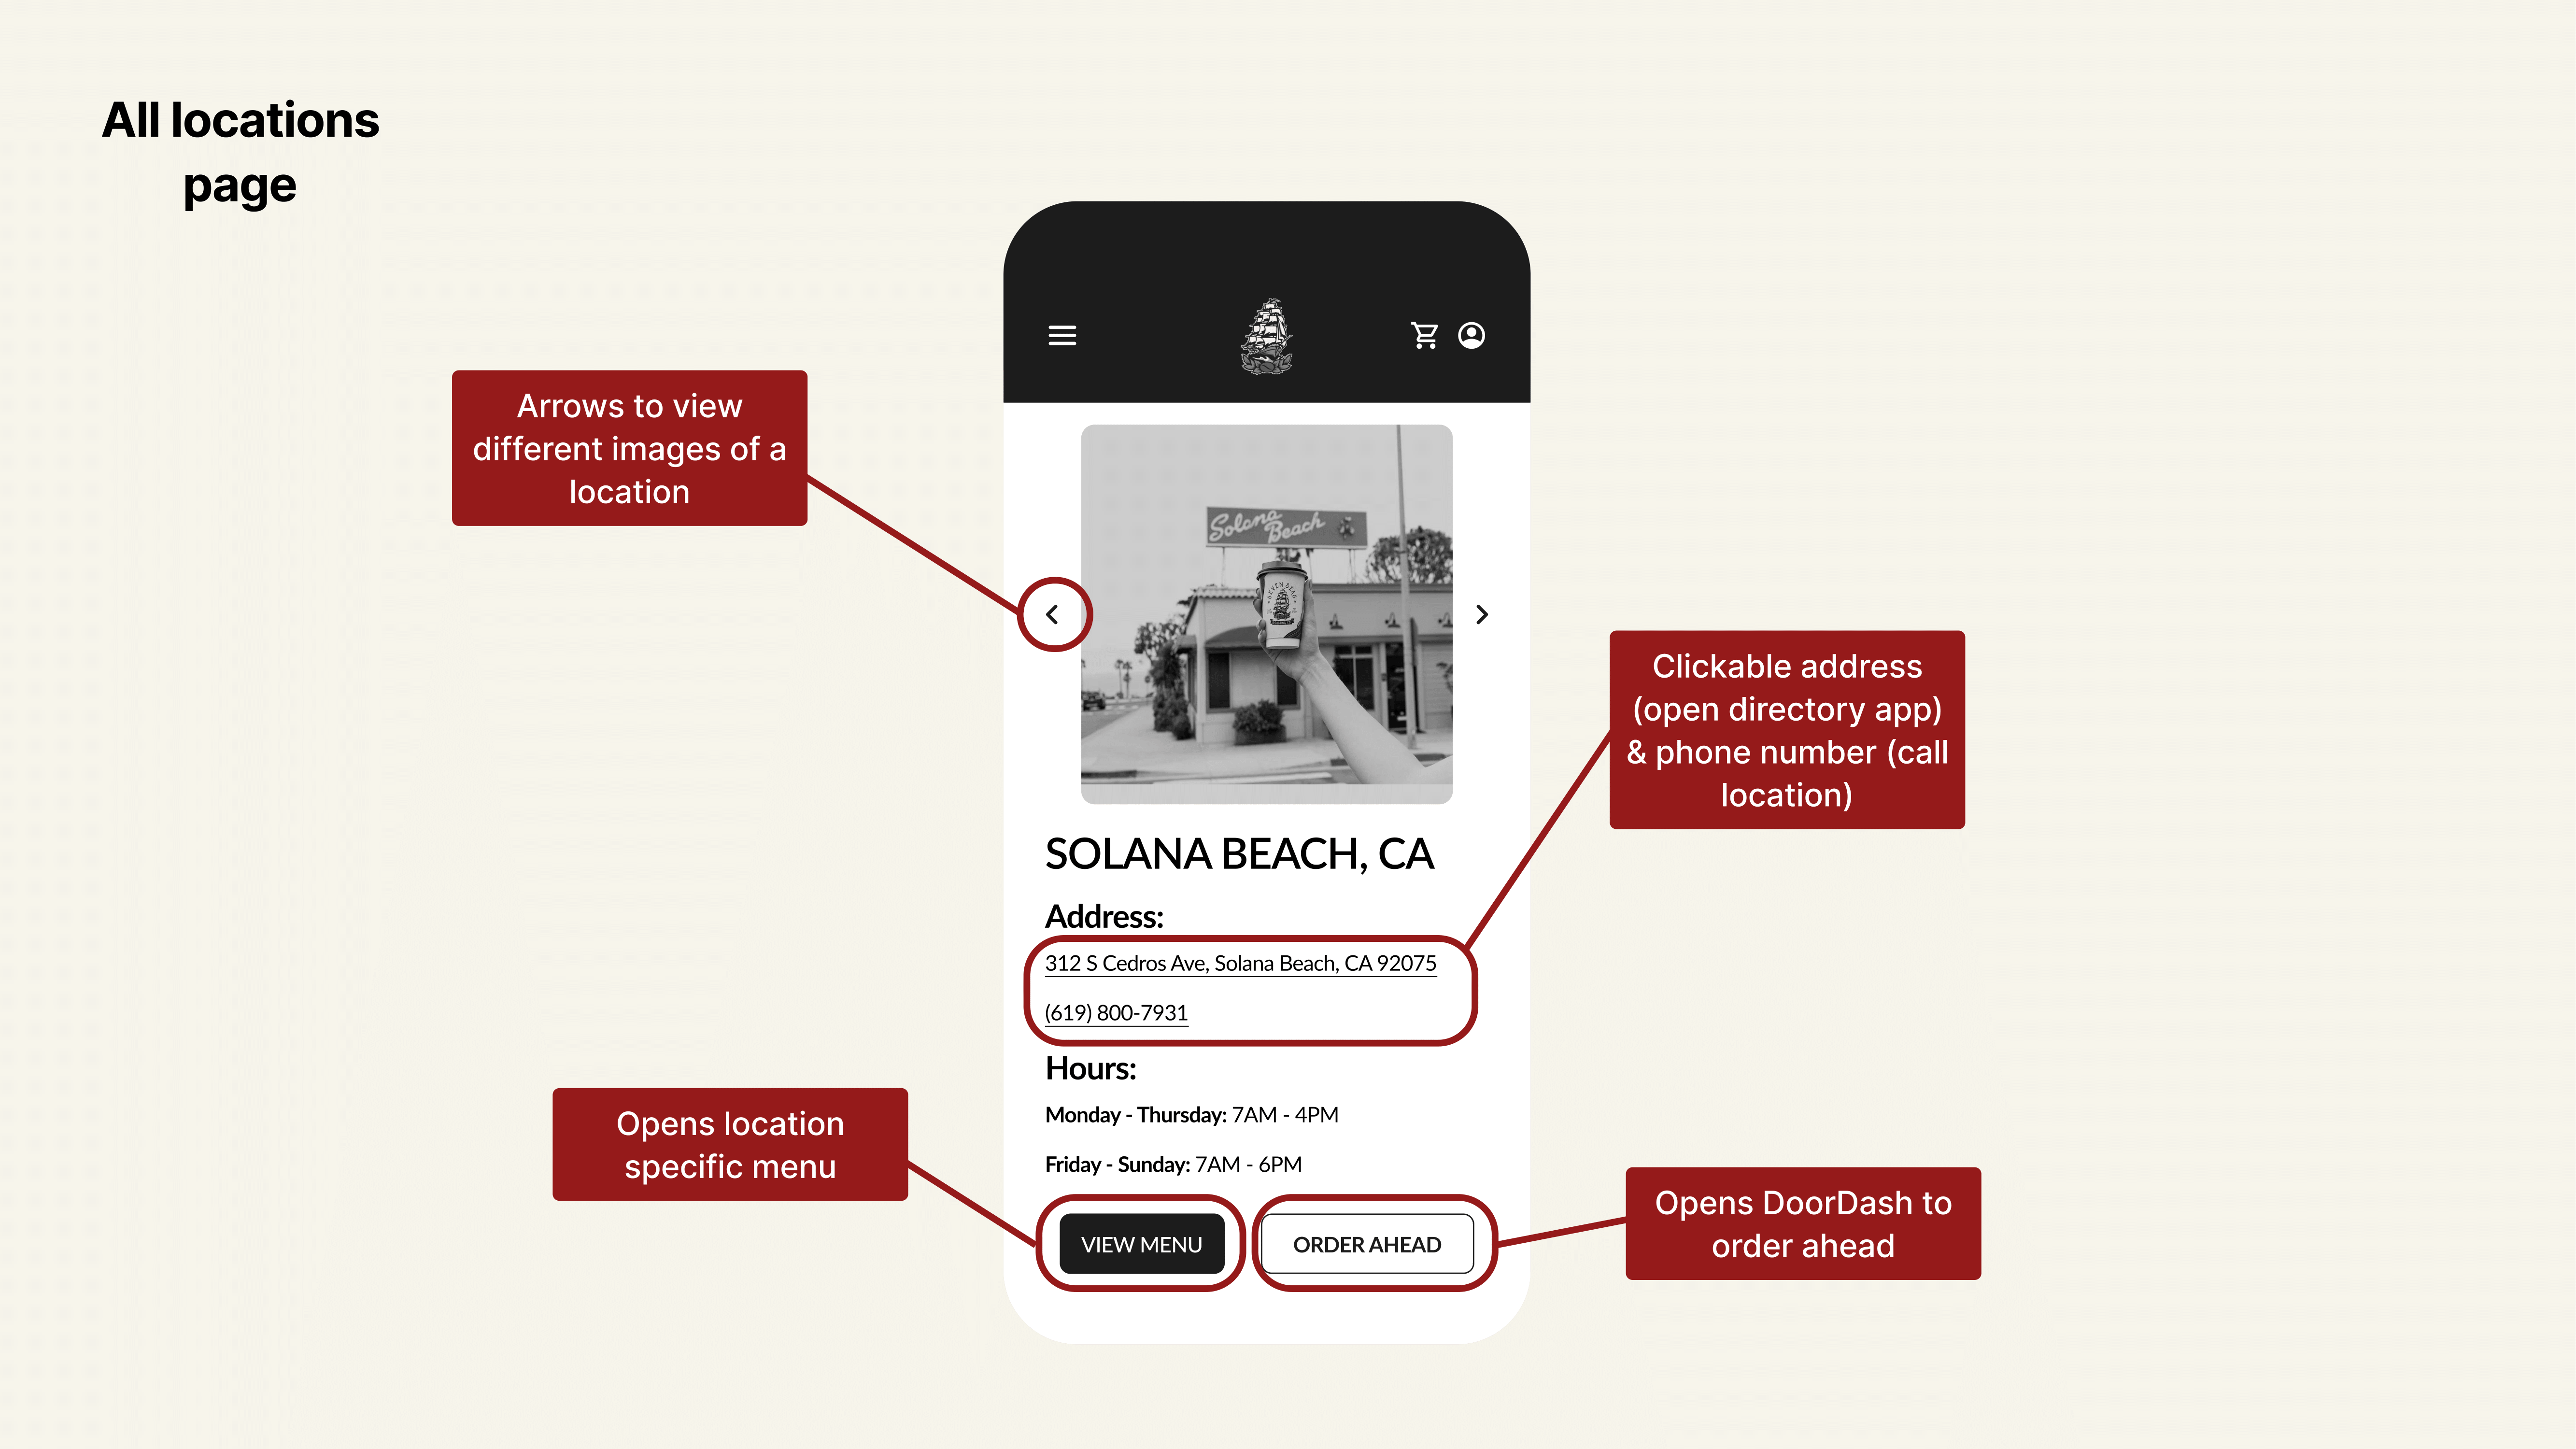 All locations
page
Arrows to view
different images of a
location
Solana
Beach
SEVEN SEAS
Clickable address
(open directory app)
& phone number (call
location)
SOLANA BEACH, CA
Address:
312 S Cedros Ave, Solana Beach, CA 92075
(619) 800-7931
Hours:
Monday - Thursday: 7AM - 4PM
Friday - Sunday: 7AM - 6PM
Opens location
specific menu
VIEW MENU
ORDER AHEAD
Opens DoorDash to
order ahead